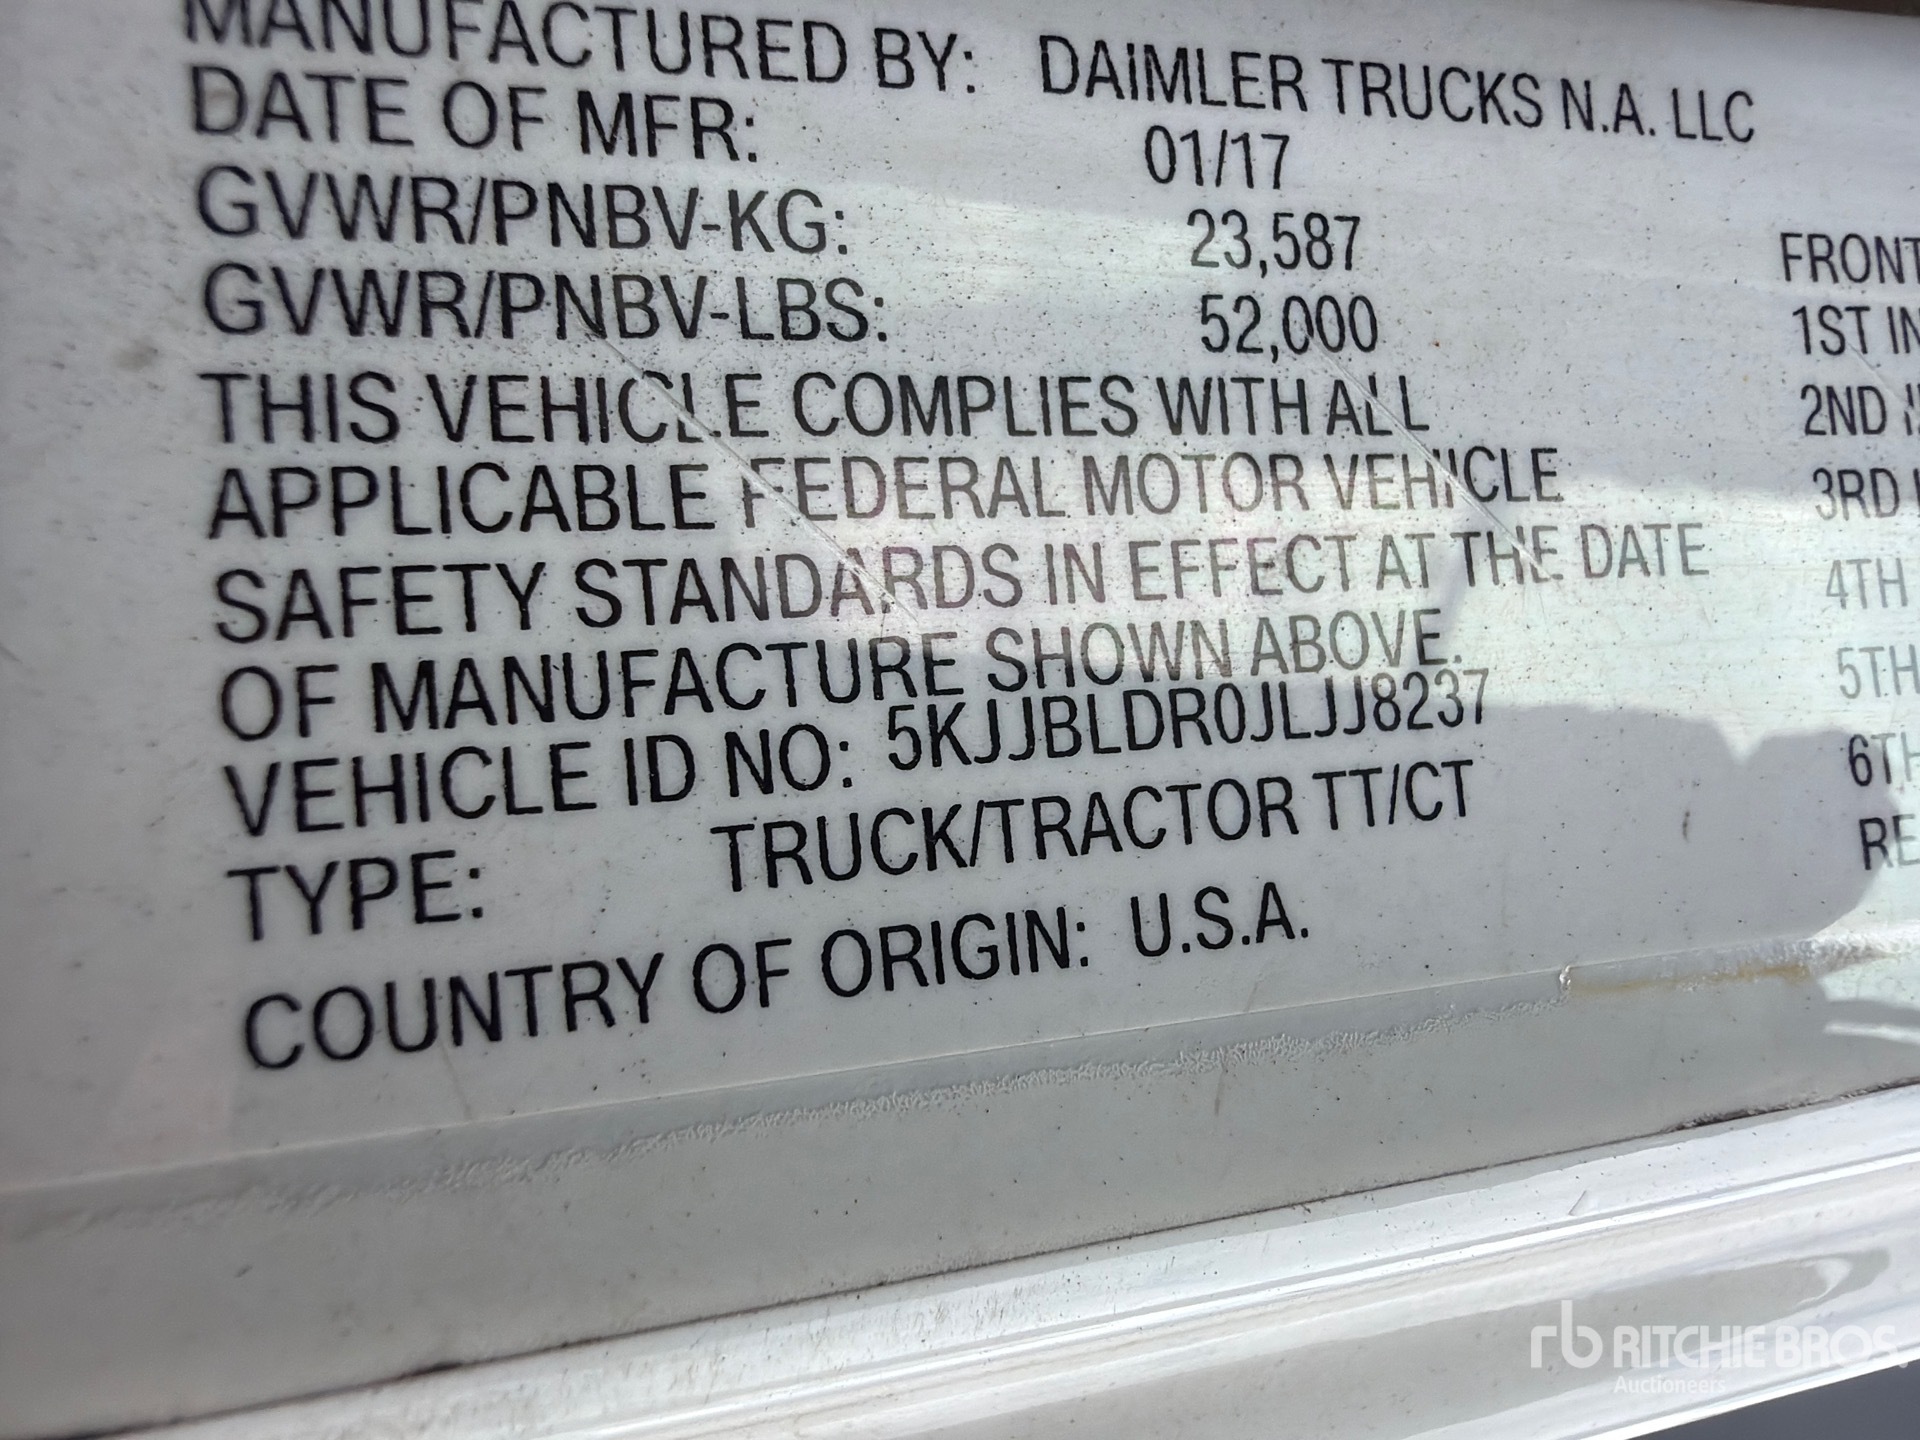 MANUFACTURED BY: DAIMLER TRUCKS N.A. LLC
DATE OF MFR: 01/17
GVWR/PNBV-KG: 23,587
GVWR/PNBV-LBS: 52,000
THIS VEHICLE COMPLIES WITH ALL
APPLICABLE FEDERAL MOTOR VEHICLE
SAFETY STANDARDS IN EFFECT AT THE DATE
OF MANUFACTURE SHOWN ABOVE.
VEHICLE ID NO: 5KJJBLDR0JLJJ8237
TYPE: TRUCK/TRACTOR TT/CT
COUNTRY OF ORIGIN: U.S.A.
FRONT
1ST
2ND
3RD
4TH
5TH
6TH
rb RITCHIE BROS.
Auctioneers